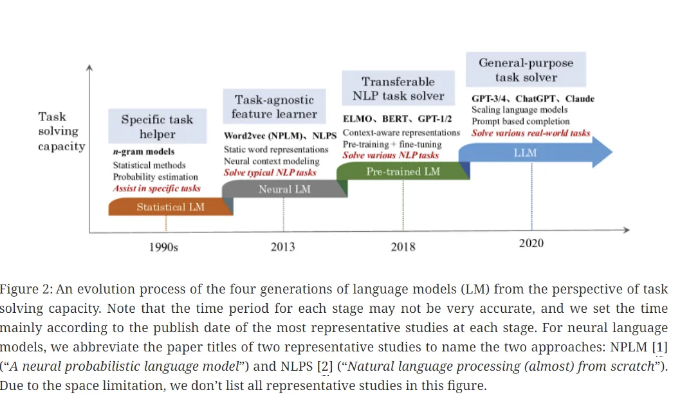 General-purpose
task solver
Transferable
NLP task solver
GPT-3/4、ChatGPT、Claude
Scaling language models
Prompt based completion
Solve various real-world tasks
Task-agnostic
feature learner
ELMO、BERT、GPT-1/2
Context-aware representations
Pre-training + fine-tuning
Solve various NLP tasks
LLM
Task
solving
capacity
Specific task
helper
Word2vec (NPLM)、NLPS
Static word representations
Neural context modeling
Solve typical NLP tasks
Pre-trained LM
n-gram models
Statistical methods
Probability estimation
Assist in specific tasks
Neural LM
Statistical LM
1990s
2013
2018
2020
Figure 2: An evolution process of the four generations of language models (LM) from the perspective of task
solving capacity. Note that the time period for each stage may not be very accurate, and we set the time
mainly according to the publish date of the most representative studies at each stage. For neural language
models, we abbreviate the paper titles of two representative studies to name the two approaches: NPLM [1]
(“A neural probabilistic language model”) and NLPS [2] (“Natural language processing (almost) from scratch”).
Due to the space limitation, we don’t list all representative studies in this figure.